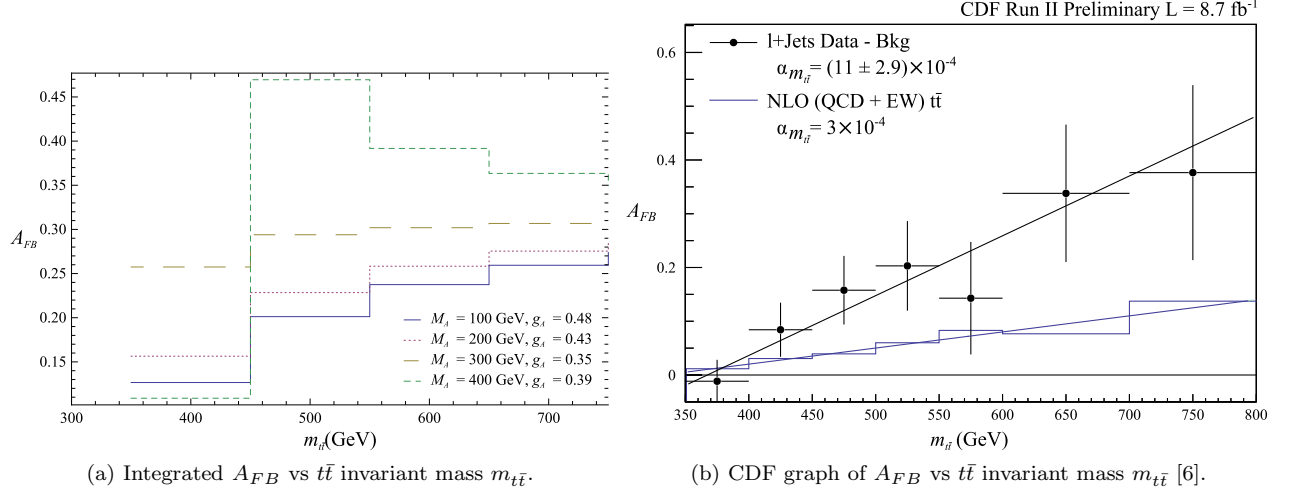 0.45
0.40
0.35
0.30
A_FB
0.25
0.20
0.15
M_A = 100 GeV, g_A = 0.48
M_A = 200 GeV, g_A = 0.43
M_A = 300 GeV, g_A = 0.35
M_A = 400 GeV, g_A = 0.39
300 400 500 600 700
m_tt̄(GeV)
(a) Integrated A_FB vs tt̄ invariant mass m_tt̄.
CDF Run II Preliminary L = 8.7 fb⁻¹
l+Jets Data - Bkg
α_m_tt̄ = (11 ± 2.9)×10⁻⁴
NLO (QCD + EW) tt̄
α_m_tt̄ = 3×10⁻⁴
0.6
0.4
A_FB
0.2
0
350 400 450 500 550 600 650 700 750 800
m_tt̄ (GeV)
(b) CDF graph of A_FB vs tt̄ invariant mass m_tt̄ [6].